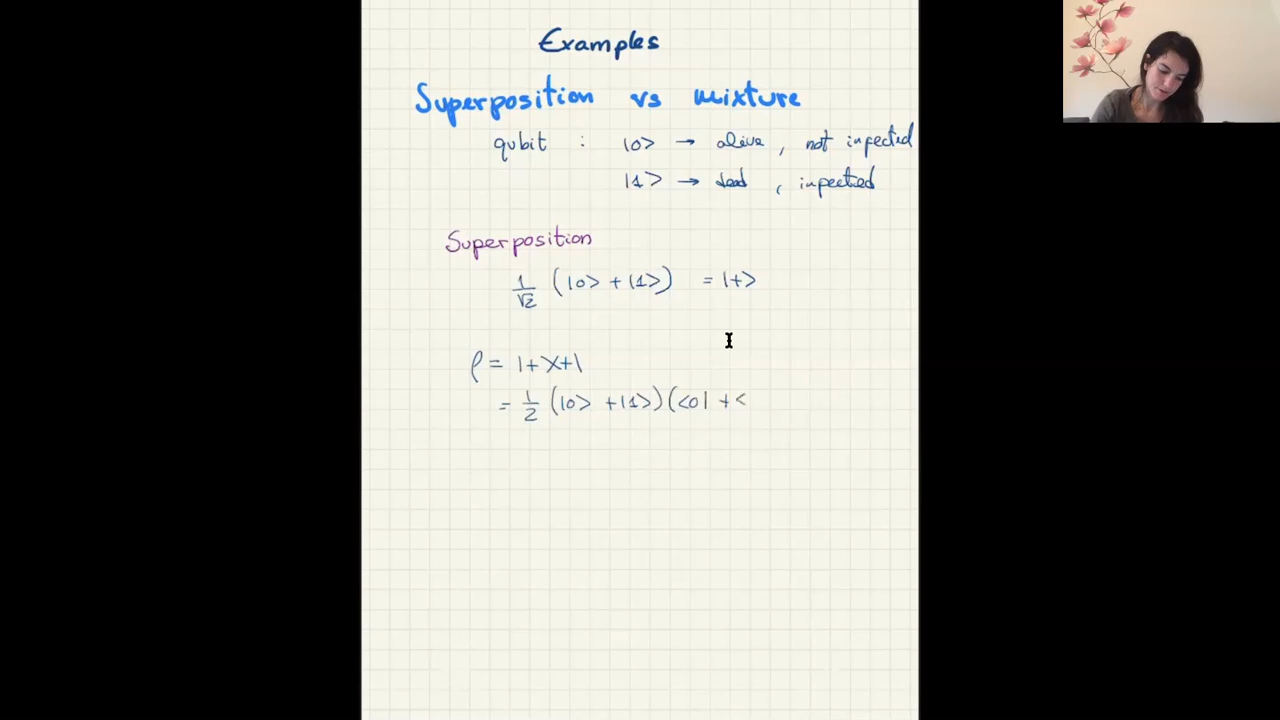 Examples
Superposition vs mixture
qubit : |0> → alive, not infected
|1> → dead, infected
Superposition
1/√2 (|0> + |1>) = |+>
ρ = |+X+|
= 1/2 (|0> + |1>)(<0| + <